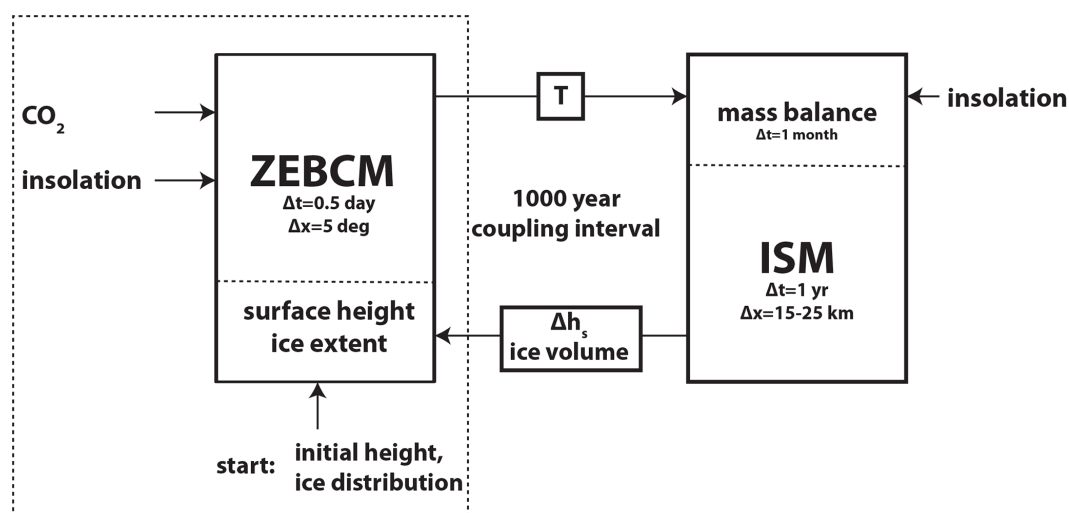 CO2
insolation
ZEBCM
Δt=0.5 day
Δx=5 deg
surface height
ice extent
start:
initial height,
ice distribution
T
1000 year
coupling interval
Δhs
ice volume
mass balance
Δt=1 month
ISM
Δt=1 yr
Δx=15-25 km
insolation